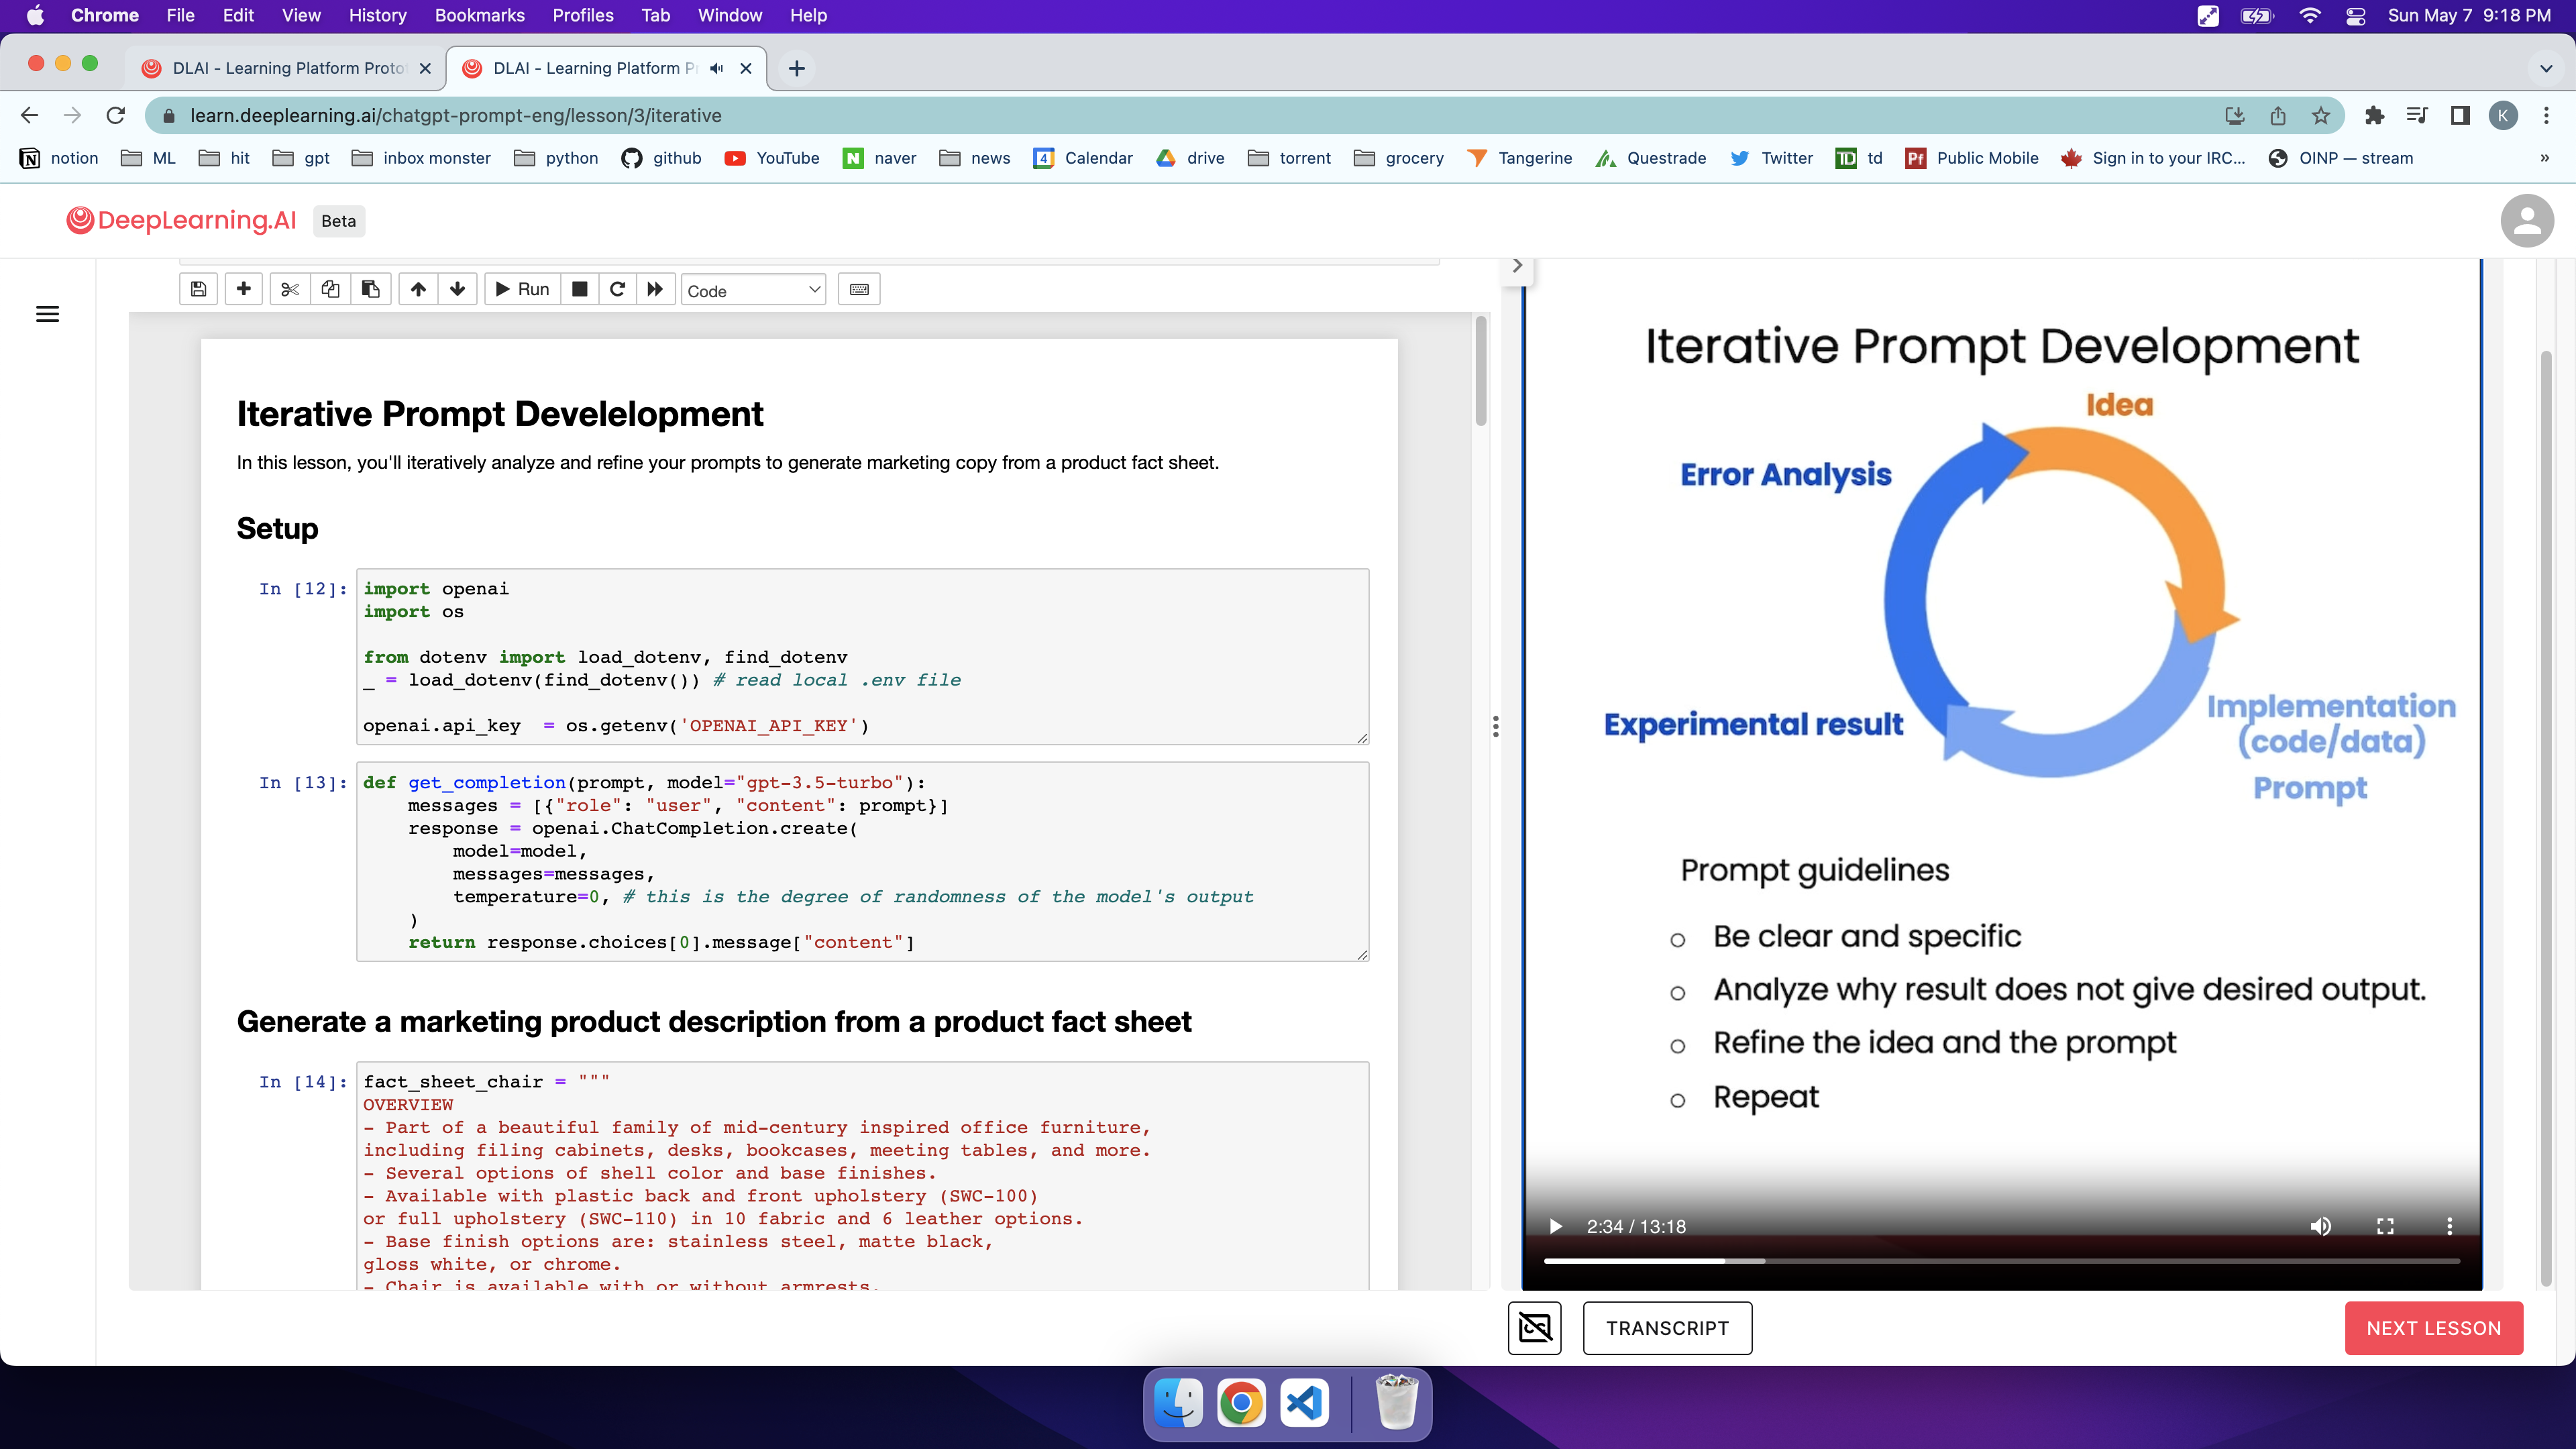 Chrome File Edit View History Bookmarks Profiles Tab Window Help Sun May 7 9:18 PM
DLAI - Learning Platform Proto DLAI - Learning Platform P
learn.deeplearning.ai/chatgpt-prompt-eng/lesson/3/iterative K
notion ML hit gpt inbox monster python github YouTube naver news 4 Calendar drive torrent grocery Tangerine Questrade Twitter TD td Pf Public Mobile Sign in to your IRC... OINP — stream »
DeepLearning.AI Beta
Run Code
Iterative Prompt Develelopment
In this lesson, you'll iteratively analyze and refine your prompts to generate marketing copy from a product fact sheet.
Setup
In [12]: import openai
import os
from dotenv import load_dotenv, find_dotenv
_ = load_dotenv(find_dotenv()) # read local .env file
openai.api_key  = os.getenv('OPENAI_API_KEY')
In [13]: def get_completion(prompt, model="gpt-3.5-turbo"):
    messages = [{"role": "user", "content": prompt}]
    response = openai.ChatCompletion.create(
        model=model,
        messages=messages,
        temperature=0, # this is the degree of randomness of the model's output
    )
    return response.choices[0].message["content"]
Generate a marketing product description from a product fact sheet
In [14]: fact_sheet_chair = """
OVERVIEW
- Part of a beautiful family of mid-century inspired office furniture,
including filing cabinets, desks, bookcases, meeting tables, and more.
- Several options of shell color and base finishes.
- Available with plastic back and front upholstery (SWC-100)
or full upholstery (SWC-110) in 10 fabric and 6 leather options.
- Base finish options are: stainless steel, matte black,
gloss white, or chrome.
- Chair is available with or without armrests.
Iterative Prompt Development
Idea
Error Analysis
Experimental result
Implementation
(code/data)
Prompt
Prompt guidelines
Be clear and specific
Analyze why result does not give desired output.
Refine the idea and the prompt
Repeat
2:34 / 13:18
TRANSCRIPT
NEXT LESSON